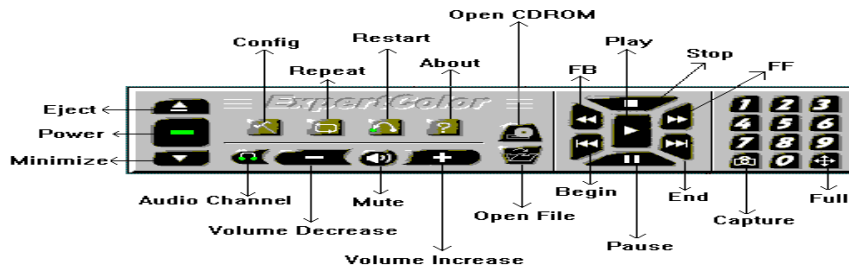 Open CDROM
Config
Restart
Play
Stop
Repeat
About
FB
FF
Eject
ExpertColor
1 2 3
Power
4 5 6
Minimize
7 8 9
0
Audio Channel
Mute
Open File
Begin
End
Capture
Full
Volume Decrease
Pause
Volume Increase